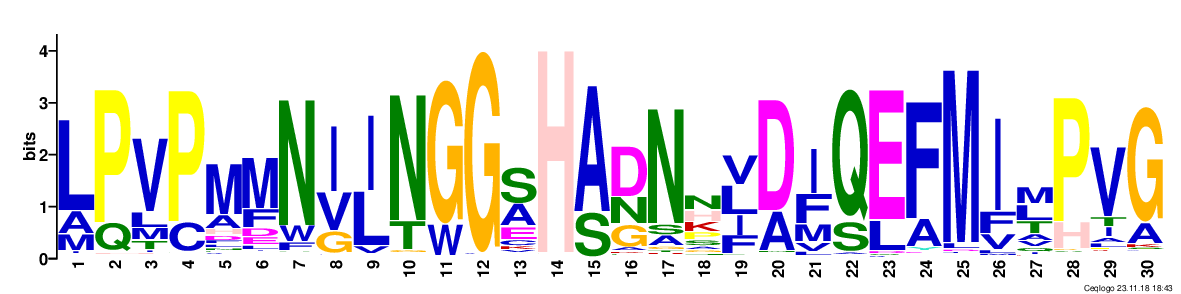 4
3
2
1
0
bits
L P V P M M N I I N G G S H A D N N V D I Q E F M I M P V G
A Q L C A F W V L T W A S N S H L A F S L A F L H T A
M M T F G G K I M V T I
1 2 3 4 5 6 7 8 9 10 11 12 13 14 15 16 17 18 19 20 21 22 23 24 25 26 27 28 29 30
Ceqlogo 23.11.18 18:43